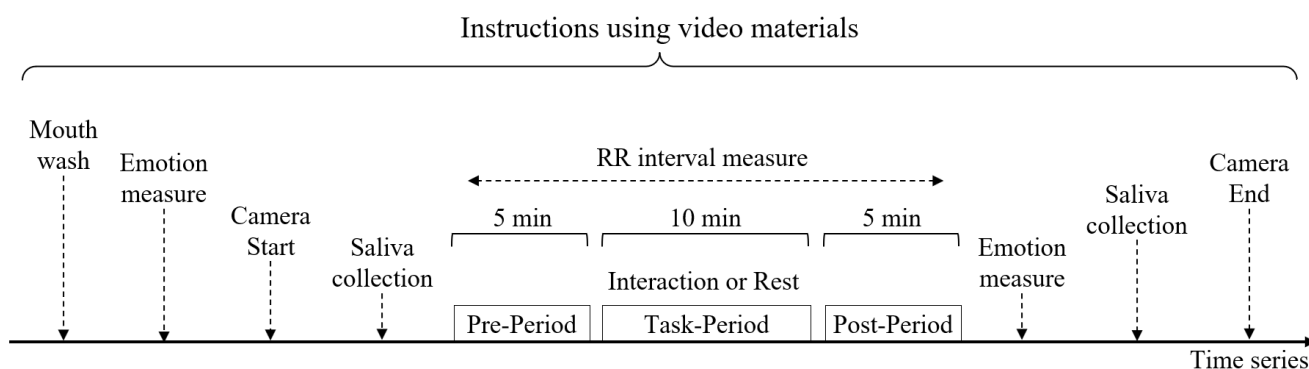 Instructions using video materials
Mouth
wash
Emotion
measure
Camera
Start
Saliva
collection
RR interval measure
5 min
10 min
5 min
Interaction or Rest
Pre-Period
Task-Period
Post-Period
Emotion
measure
Saliva
collection
Camera
End
Time series